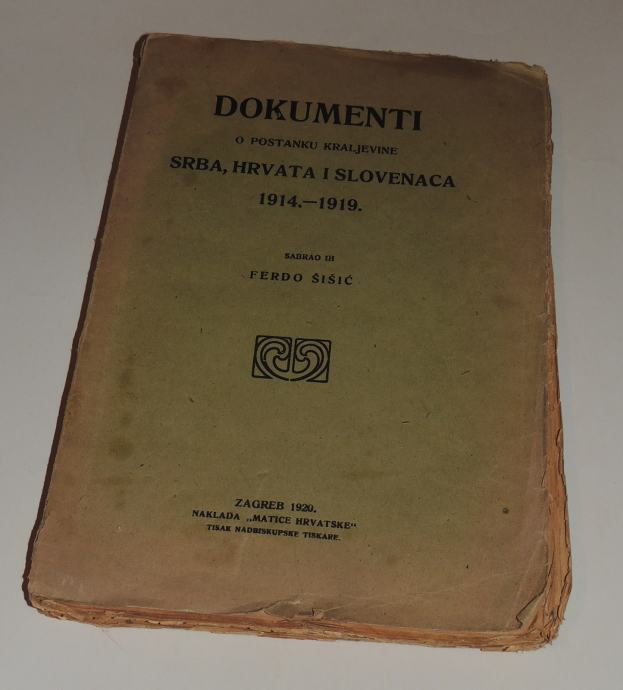 DOKUMENTI
O POSTANKU KRALJEVINE
SRBA, HRVATA I SLOVENACA
1914.—1919.
SABRAO IH
FERDO ŠIŠIĆ
ZAGREB 1920.
NAKLADA „MATICE HRVATSKE“
TISAK NADBISKUPSKE TISKARE.